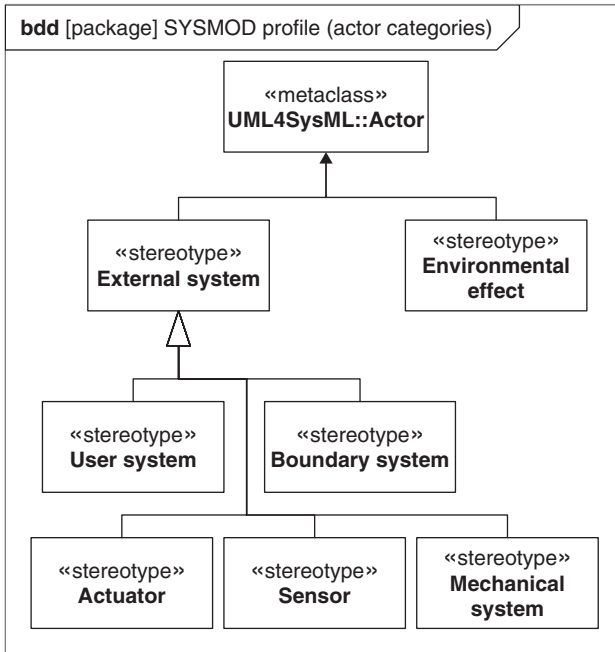 bdd [package] SYSMOD profile (actor categories)
«metaclass»
UML4SysML::Actor
«stereotype»
External system
«stereotype»
Environmental
effect
«stereotype»
User system
«stereotype»
Boundary system
«stereotype»
Actuator
«stereotype»
Sensor
«stereotype»
Mechanical
system